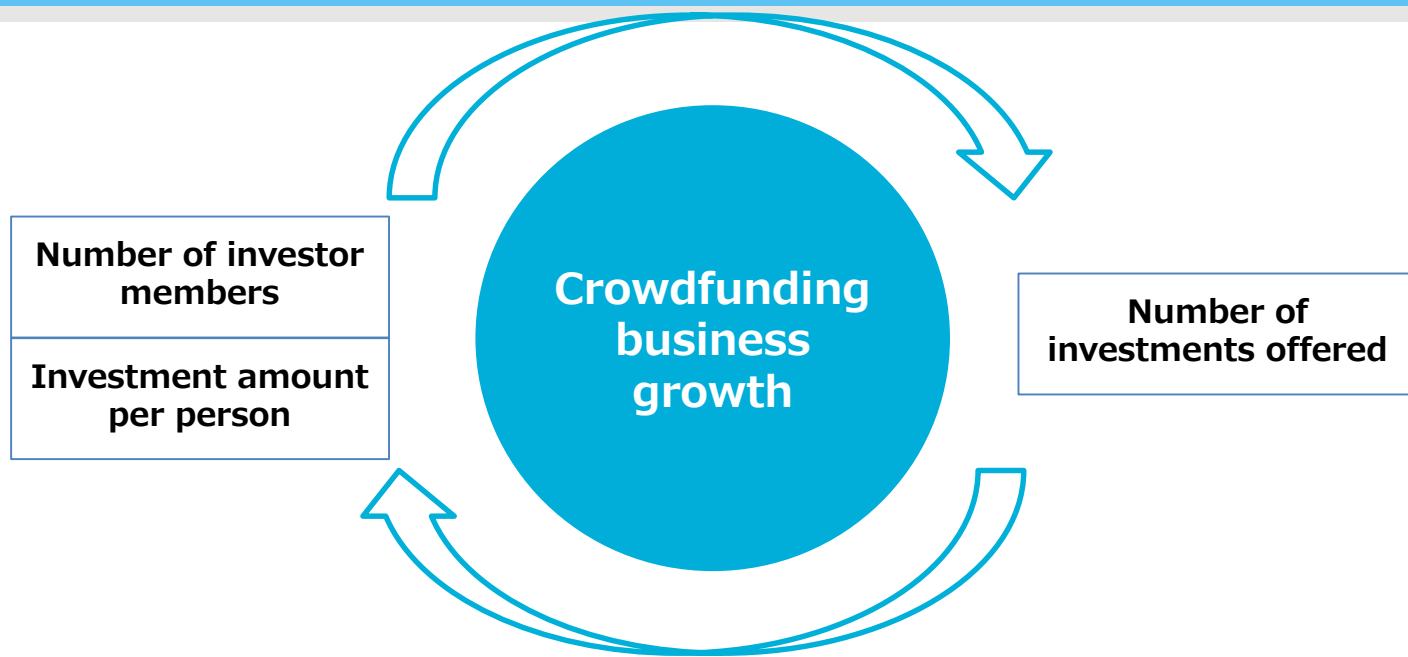 Number of investor
members
Investment amount
per person
Crowdfunding
business
growth
Number of
investments offered